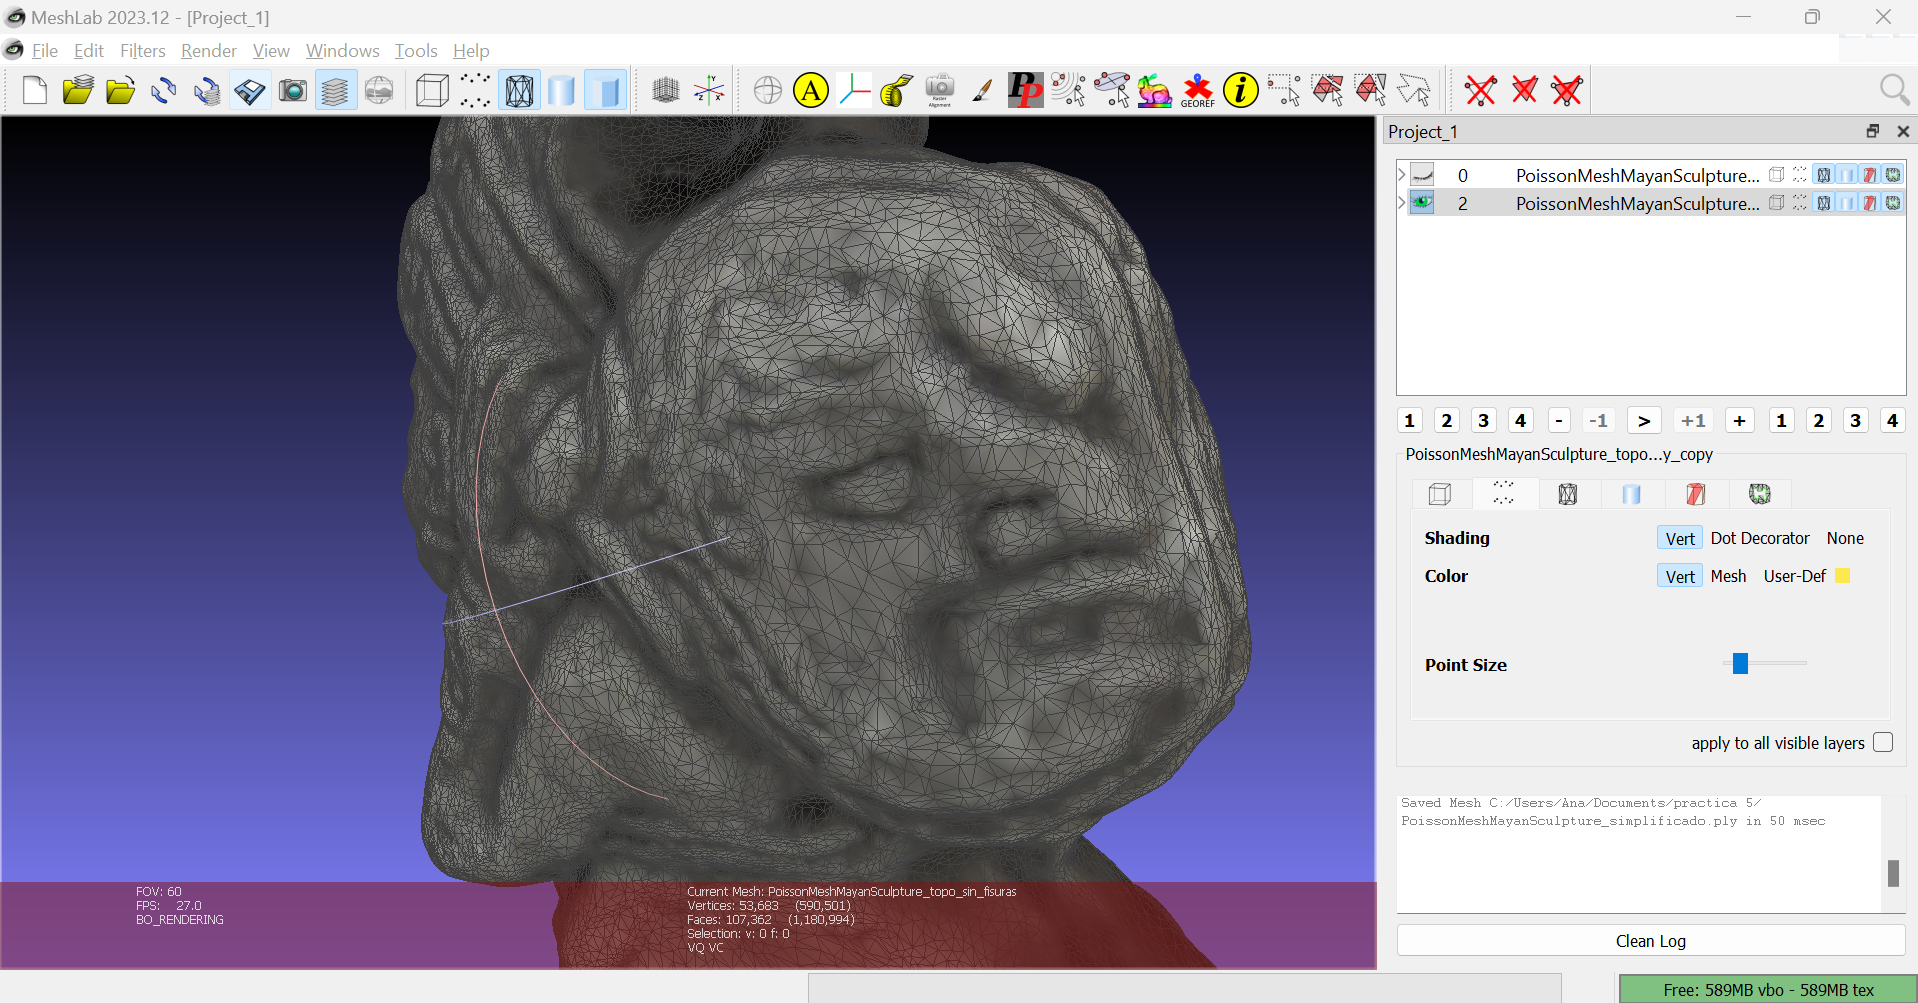 MeshLab 2023.12 - [Project_1]
File Edit Filters Render View Windows Tools Help
A
Raster Alignment
PP
GEOREF
i
Project_1
0 PoissonMeshMayanSculpture...
2 PoissonMeshMayanSculpture...
1 2 3 4 - -1 > +1 + 1 2 3 4
PoissonMeshMayanSculpture_topo...y_copy
Shading Vert Dot Decorator None
Color Vert Mesh User-Def
Point Size
apply to all visible layers
Saved Mesh C:/Users/Ana/Documents/practica 5/
PoissonMeshMayanSculpture_simplificado.ply in 50 msec
Clean Log
FOV: 60
FPS: 27.0
BO_RENDERING
Current Mesh: PoissonMeshMayanSculpture_topo_sin_fisuras
Vertices: 53,683 (590,501)
Faces: 107,362 (1,180,994)
Selection: v: 0 f: 0
VQ VC
Free: 589MB vbo - 589MB tex